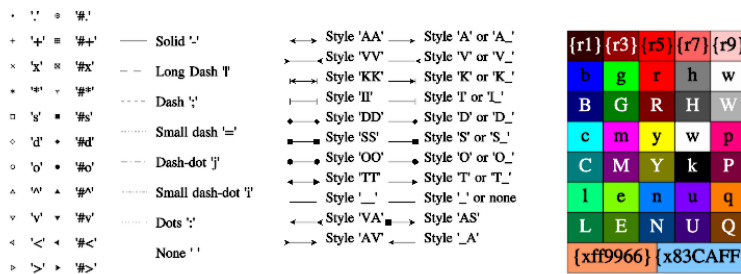 '.' '#.'
'+' '#+'
'x' '#x'
'*' '#*'
's' '#s'
'd' '#d'
'o' '#o'
'^' '#^'
'v' '#v'
'<' '#<'
'>' '#>'
Solid '-'
Long Dash '|'
Dash ';'
Small dash '='
Dash-dot 'j'
Small dash-dot 'i'
Dots ':'
None ' '
Style 'AA' Style 'A' or 'A_'
Style 'VV' Style 'V' or 'V_'
Style 'KK' Style 'K' or 'K_'
Style 'II' Style 'I' or 'I_'
Style 'DD' Style 'D' or 'D_'
Style 'SS' Style 'S' or 'S_'
Style 'OO' Style 'O' or 'O_'
Style 'TT' Style 'T' or 'T_'
Style '__' Style '_' or none
Style 'VA' Style 'AS'
Style 'AV' Style '_A'
{r1} {r3} {r5} {r7} {r9}
b g r h w
B G R H W
c m y w p
C M Y k P
l e n u q
L E N U Q
{xff9966} {x83CAFF}